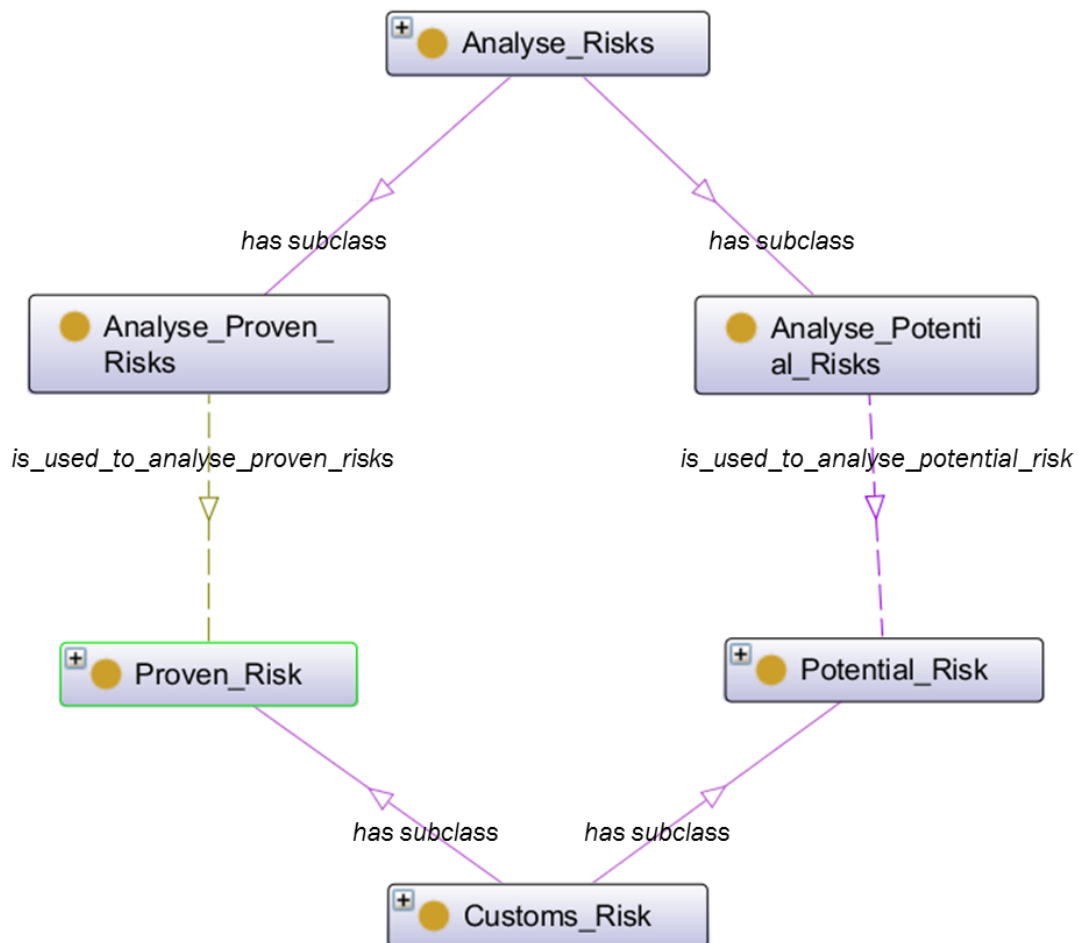 Analyse_Risks
has subclass
has subclass
Analyse_Proven_
Risks
Analyse_Potenti
al_Risks
is_used_to_analyse_proven_risks
is_used_to_analyse_potential_risk
Proven_Risk
Potential_Risk
has subclass
has subclass
Customs_Risk